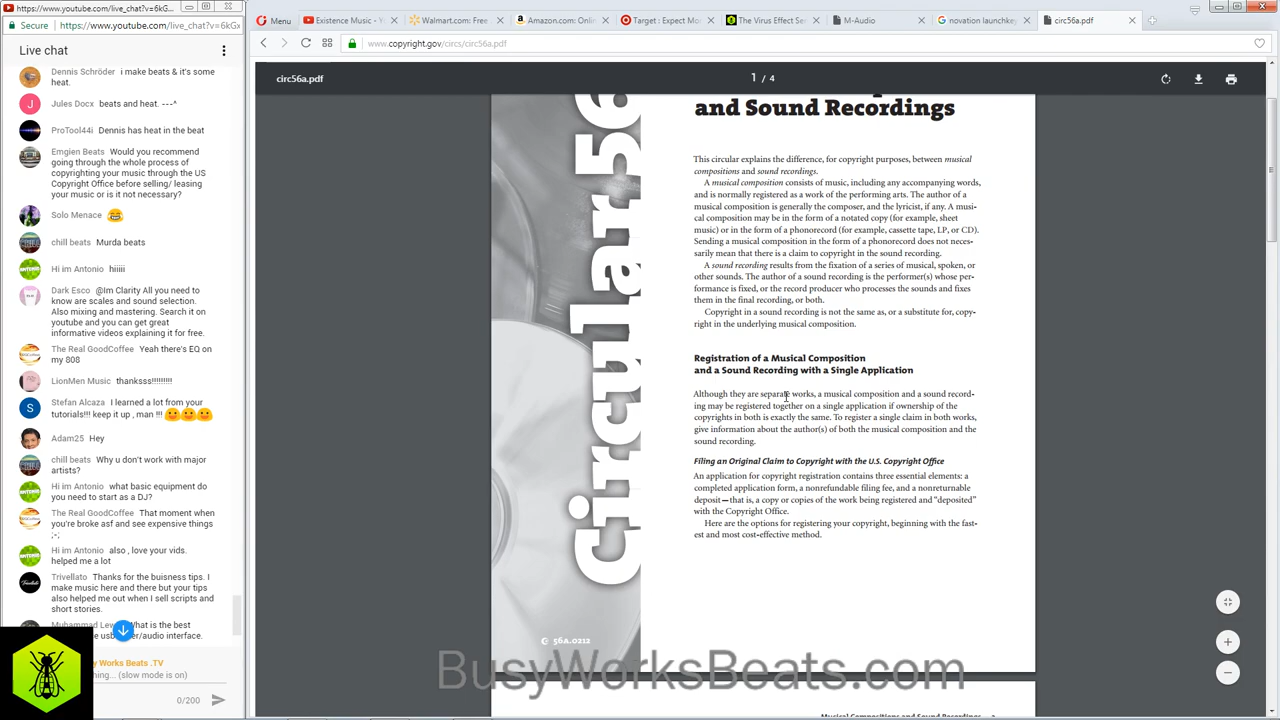 https://www.youtube.com/live_chat?v=6kGx
Secure
https://www.youtube.com/live_chat?v=6kG
Live chat
Dennis Schröder i make beats & it's some
heat.
Jules Docx beats and heat. ---^
ProTool44i Dennis has heat in the beat
Emgien Beats Would you recommend
going through the whole process of
copyrighting your music through the US
Copyright Office before selling/ leasing
your music or is it not necessary?
Solo Menace 😂
chill beats Murda beats
Hi im Antonio hiiiii
Dark Esco @Im Clarity All you need to
know are scales and sound selection.
Also mixing and mastering. Search it on
youtube and you can get great
informative videos explaining it for free.
The Real GoodCoffee Yeah there's EQ on
my 808
LionMen Music thanksss!!!!!!!!!
Stefan Alcaza I learned a lot from your
tutorials!!! keep it up , man !!!
Adam25 Hey
chill beats Why u don't work with major
artists?
Hi im Antonio what basic equipment do
you need to start as a DJ?
The Real GoodCoffee That moment when
you're broke asf and see expensive things
;-;
Hi im Antonio also , love your vids.
helped me a lot
Trivellato Thanks for the buisness tips. I
make music here and there but your tips
also helped me out when I sell scripts and
short stories.
What is the best
er/audio interface.
y Works Beats .TV
hing... (slow mode is on)
0/200
Menu
Existence Music - Y
Walmart.com: Free
Amazon.com: Onli
Target : Expect Mo
The Virus Effect Se
M-Audio
novation launchkey
circ56a.pdf
www.copyright.gov/circs/circ56a.pdf
circ56a.pdf
1 / 4
Circular 56
and Sound Recordings
This circular explains the difference, for copyright purposes, between musical
compositions and sound recordings.
A musical composition consists of music, including any accompanying words,
and is normally registered as a work of the performing arts. The author of a
musical composition is generally the composer, and the lyricist, if any. A musi-
cal composition may be in the form of a notated copy (for example, sheet
music) or in the form of a phonorecord (for example, cassette tape, LP, or CD).
Sending a musical composition in the form of a phonorecord does not neces-
sarily mean that there is a claim to copyright in the sound recording.
A sound recording results from the fixation of a series of musical, spoken, or
other sounds. The author of a sound recording is the performer(s) whose per-
formance is fixed, or the record producer who processes the sounds and fixes
them in the final recording, or both.
Copyright in a sound recording is not the same as, or a substitute for, copy-
right in the underlying musical composition.
Registration of a Musical Composition
and a Sound Recording with a Single Application
Although they are separate works, a musical composition and a sound record-
ing may be registered together on a single application if ownership of the
copyrights in both is exactly the same. To register a single claim in both works,
give information about the author(s) of both the musical composition and the
sound recording.
Filing an Original Claim to Copyright with the U.S. Copyright Office
An application for copyright registration contains three essential elements: a
completed application form, a nonrefundable filing fee, and a nonreturnable
deposit—that is, a copy or copies of the work being registered and “deposited”
with the Copyright Office.
Here are the options for registering your copyright, beginning with the fast-
est and most cost-effective method.
56A.0212
BusyWorksBeats.com